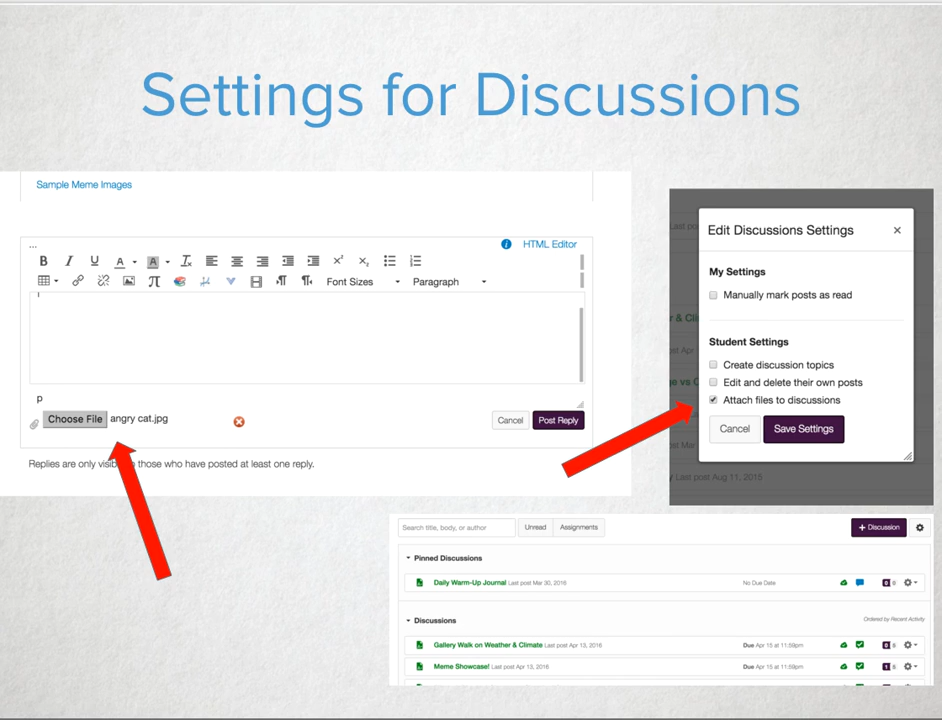 Settings for Discussions
Sample Meme Images
...
HTML Editor
Font Sizes
Paragraph
p
Choose File angry cat.jpg
Cancel Post Reply
Replies are only visib those who have posted at least one reply.
Edit Discussions Settings
My Settings
Manually mark posts as read
Student Settings
Create discussion topics
Edit and delete their own posts
Attach files to discussions
Cancel Save Settings
Last post Aug 11, 2015
Search title, body, or author Unread Assignments + Discussion
Pinned Discussions
Daily Warm-Up Journal Last post Mar 30, 2016 No Due Date 0 0
Discussions Ordered by Recent Activity
Gallery Walk on Weather & Climate Last post Apr 13, 2016 Due Apr 15 at 11:59pm
Meme Showcase! Last post Apr 13, 2016 Due Apr 15 at 11:59pm